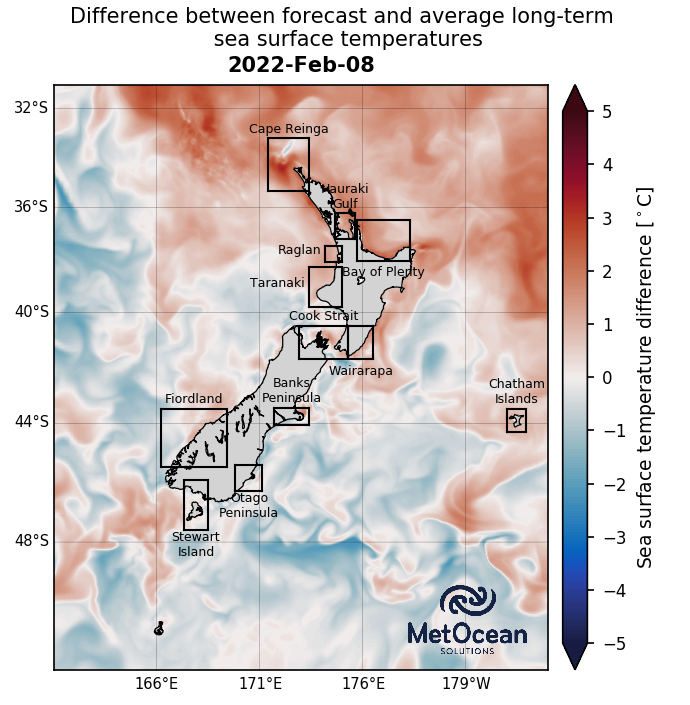 Difference between forecast and average long-term
sea surface temperatures
2022-Feb-08
32°S
36°S
40°S
44°S
48°S
Cape Reinga
Hauraki
Gulf
Raglan
Bay of Plenty
Taranaki
Cook Strait
Wairarapa
Banks
Peninsula
Fiordland
Chatham
Islands
Otago
Peninsula
Stewart
Island
MetOcean
SOLUTIONS
166°E
171°E
176°E
179°W
5
4
3
2
1
0
−1
−2
−3
−4
−5
Sea surface temperature difference [°C]